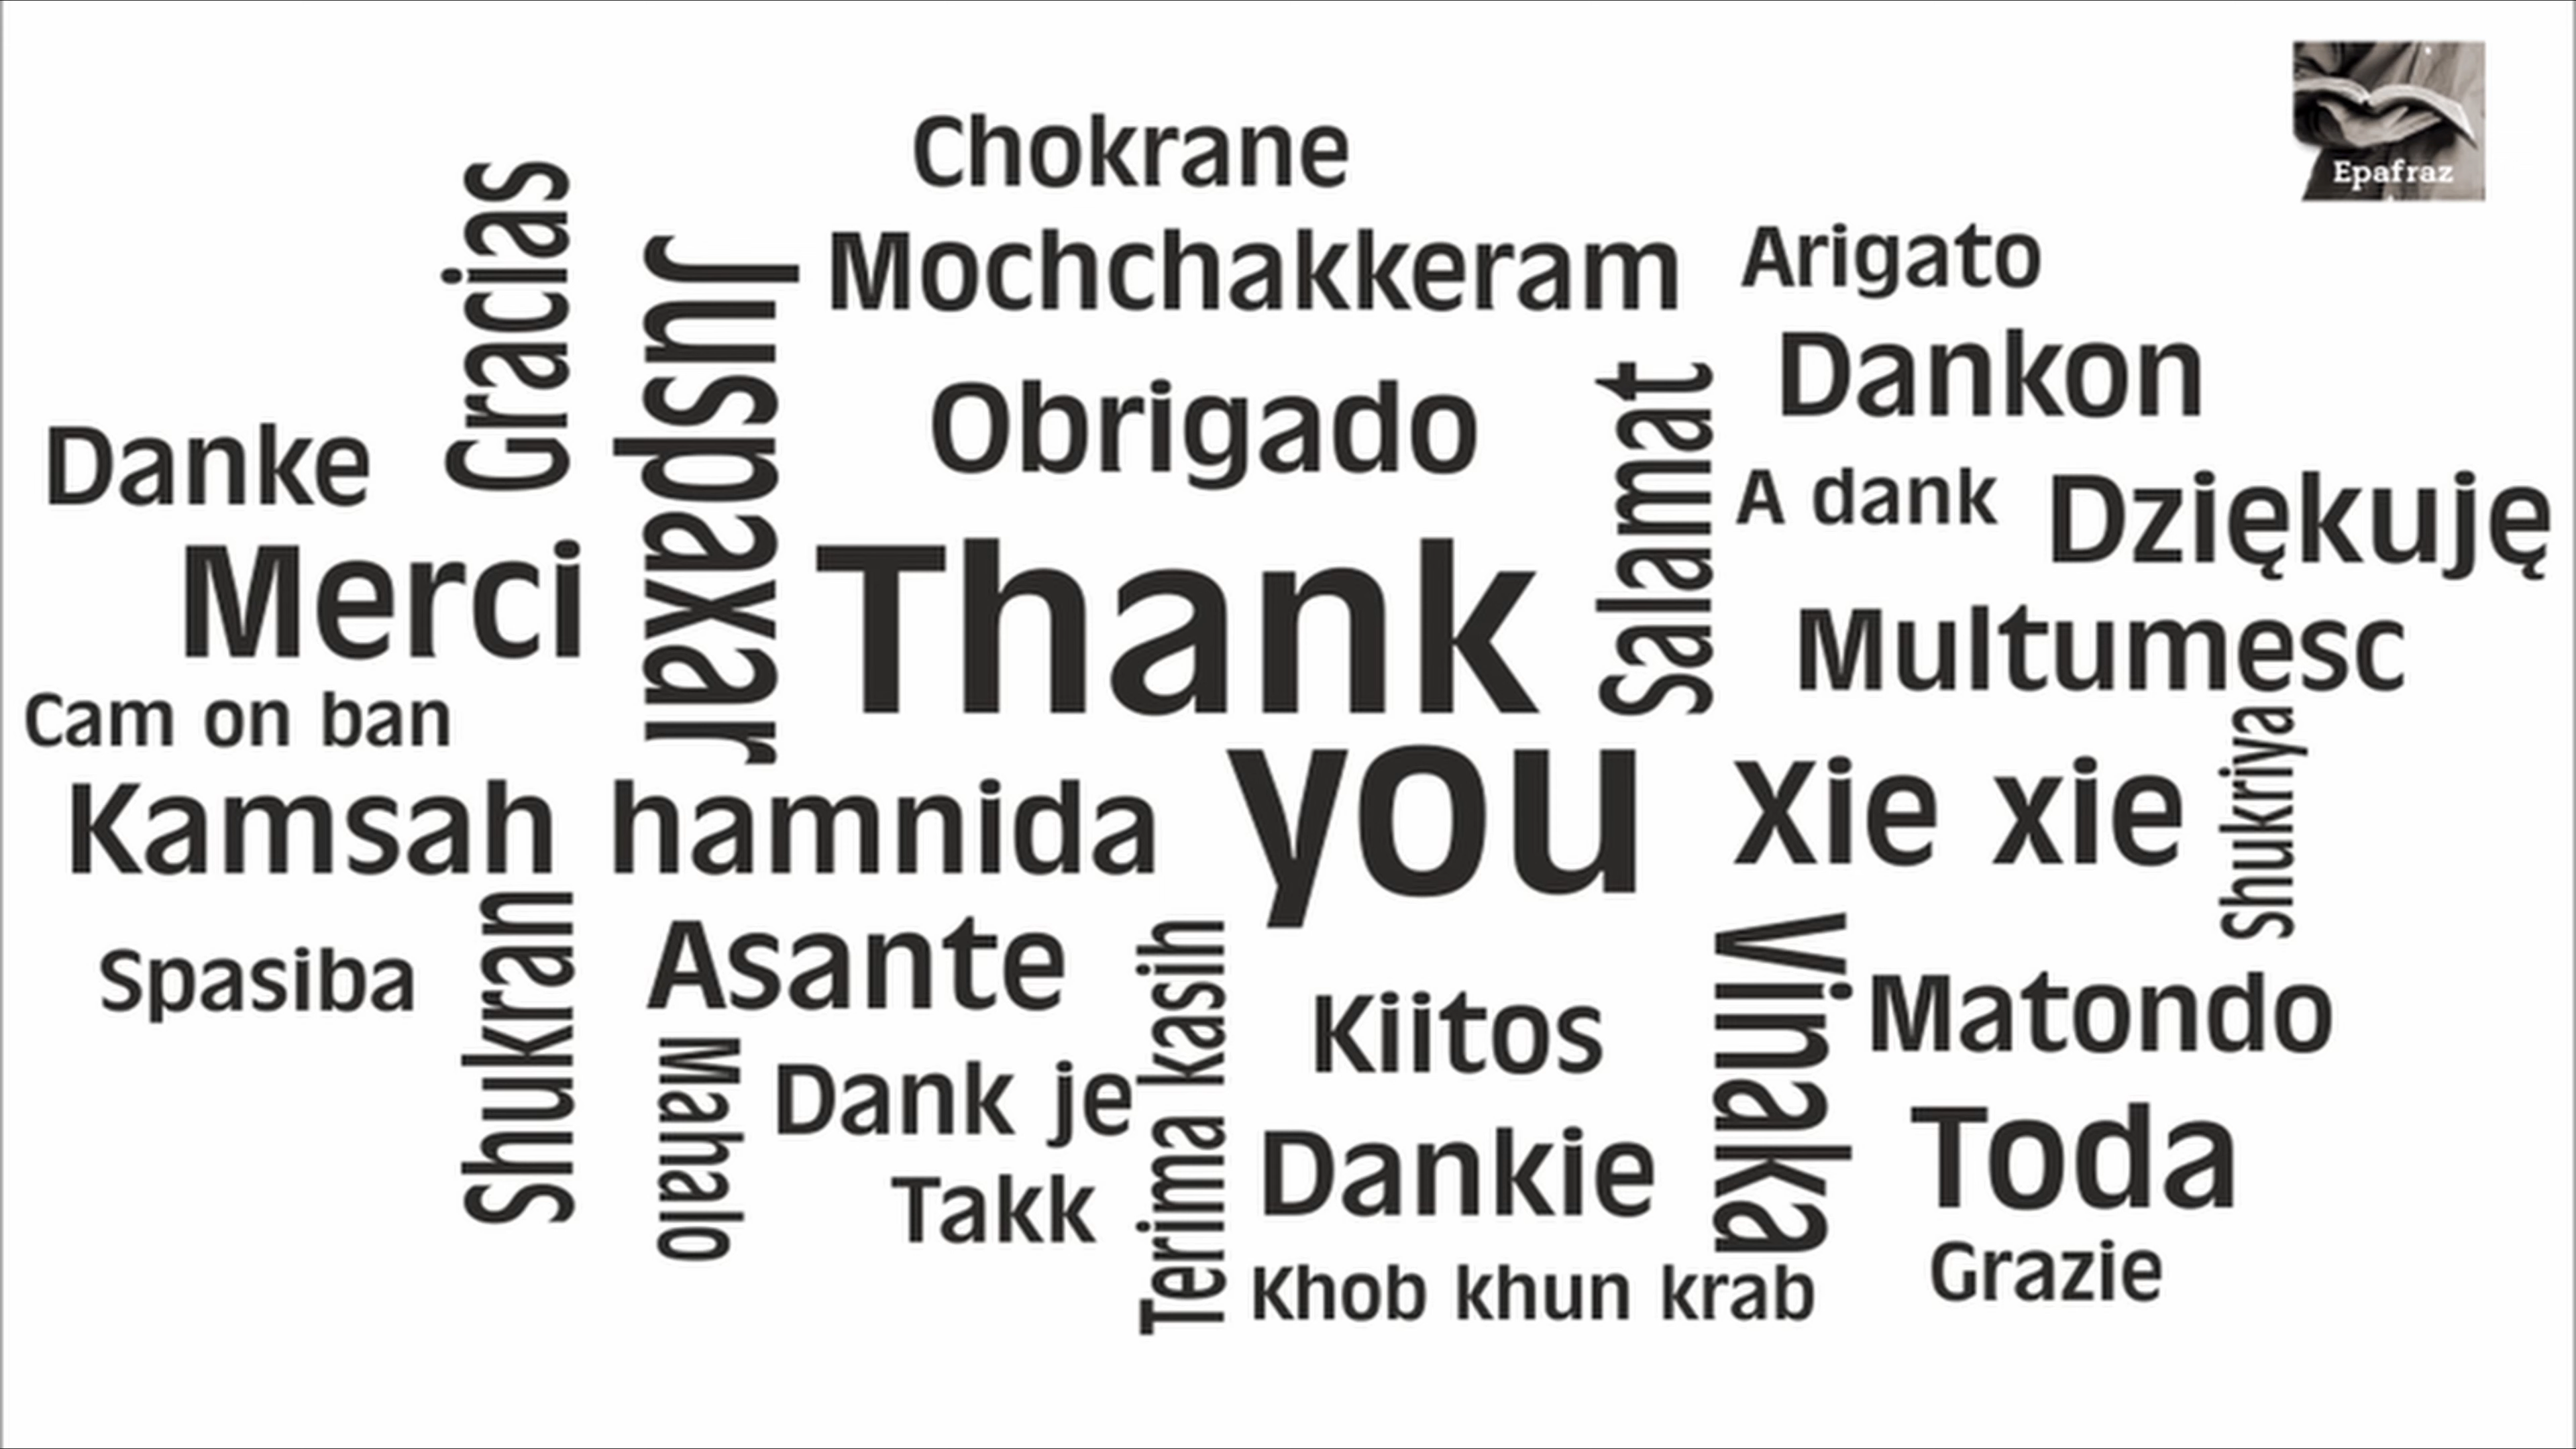 Epafraz
Chokrane
Gracias
Juspaxar
Mochchakkeram
Arigato
Dankon
Obrigado
Salamat
Danke
A dank
Dziękuję
Merci
Thank
Multumesc
Cam on ban
you
Xie xie
Shukriya
Kamsah hamnida
Shukran
Asante
Spasiba
Terima kasih
Kiitos
Vinaka
Matondo
Mahalo
Dank je
Toda
Dankie
Takk
Grazie
Khob khun krab